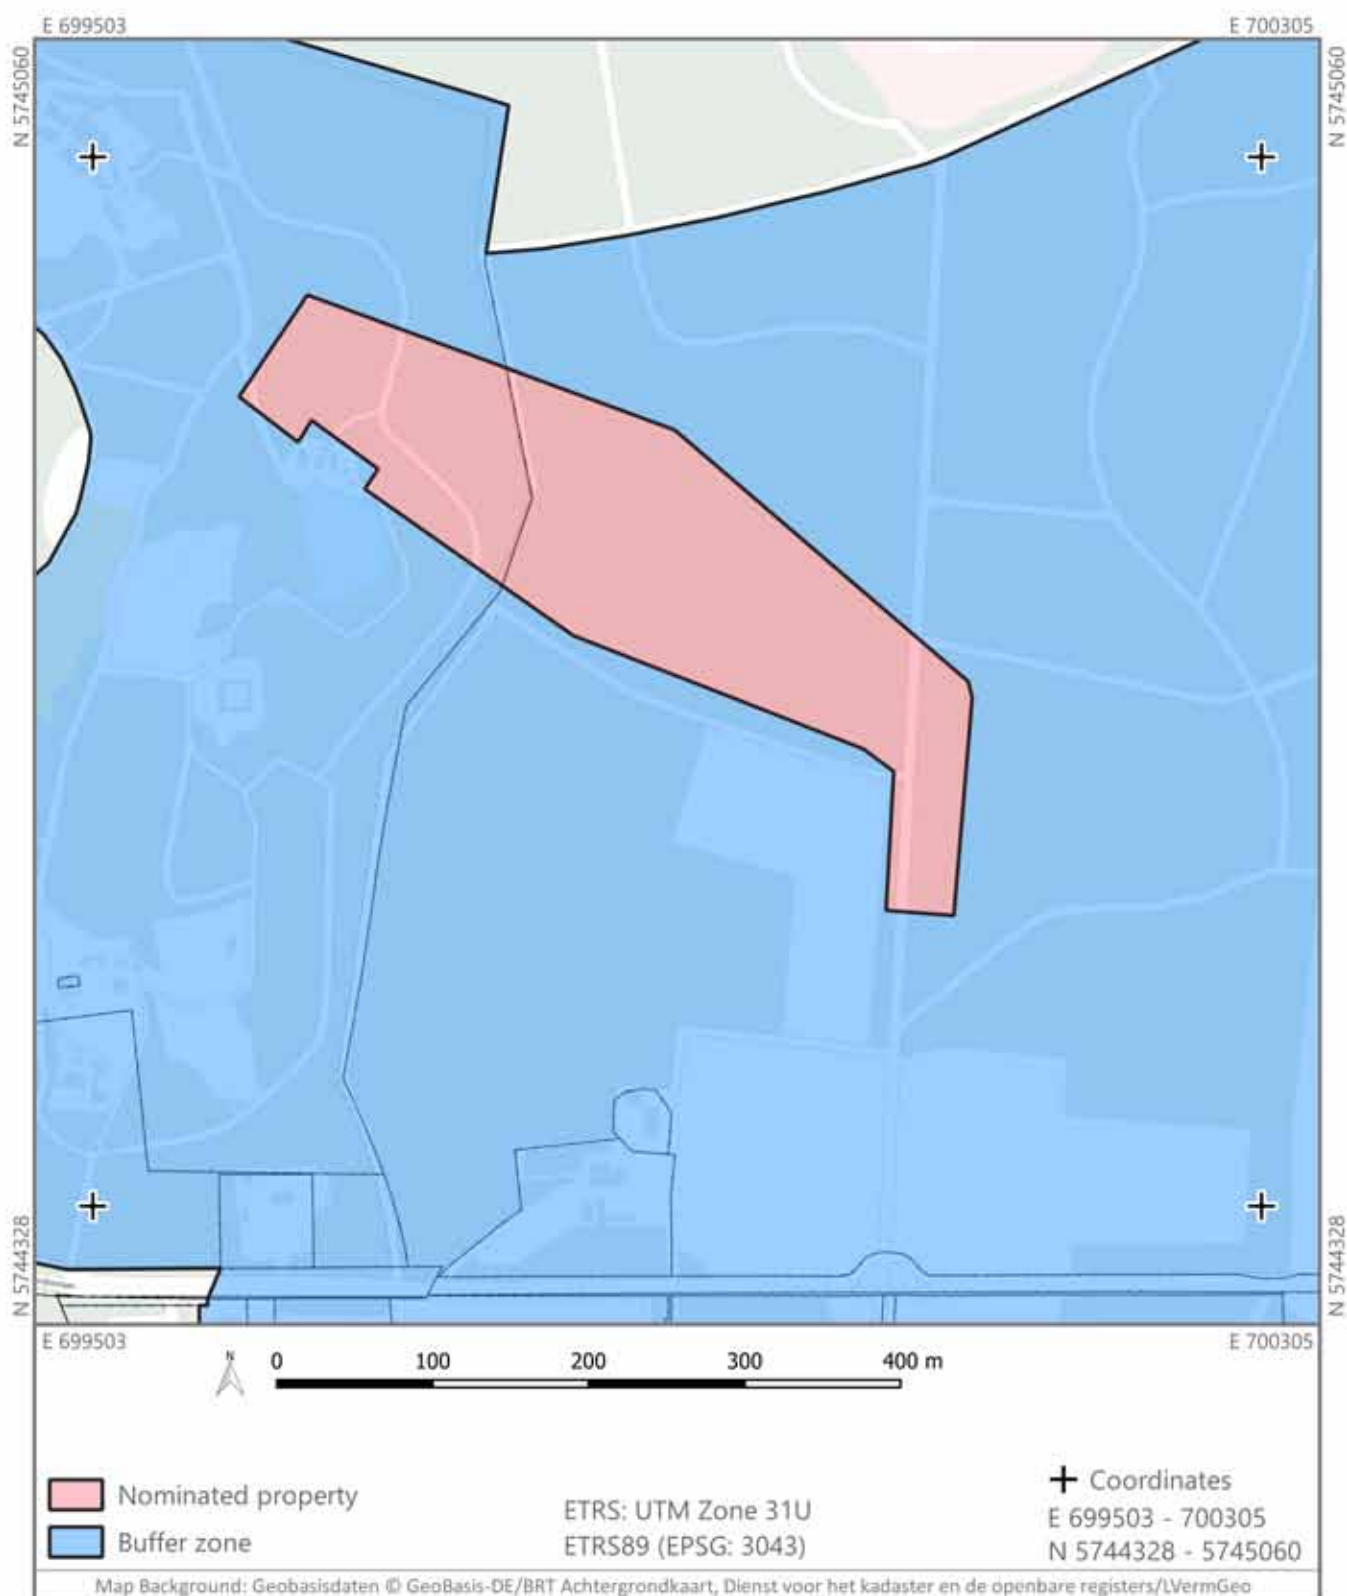 E 699503
E 700305
N 5745060
N 5745060
N 5744328
N 5744328
E 699503
E 700305
N
0 100 200 300 400 m
Nominated property
Buffer zone
ETRS: UTM Zone 31U
ETRS89 (EPSG: 3043)
Coordinates
E 699503 - 700305
N 5744328 - 5745060
Map Background: Geobasisdaten © GeoBasis-DE/BRT Achtergrondkaart, Dienst voor het kadaster en de openbare registers/LVermGeo